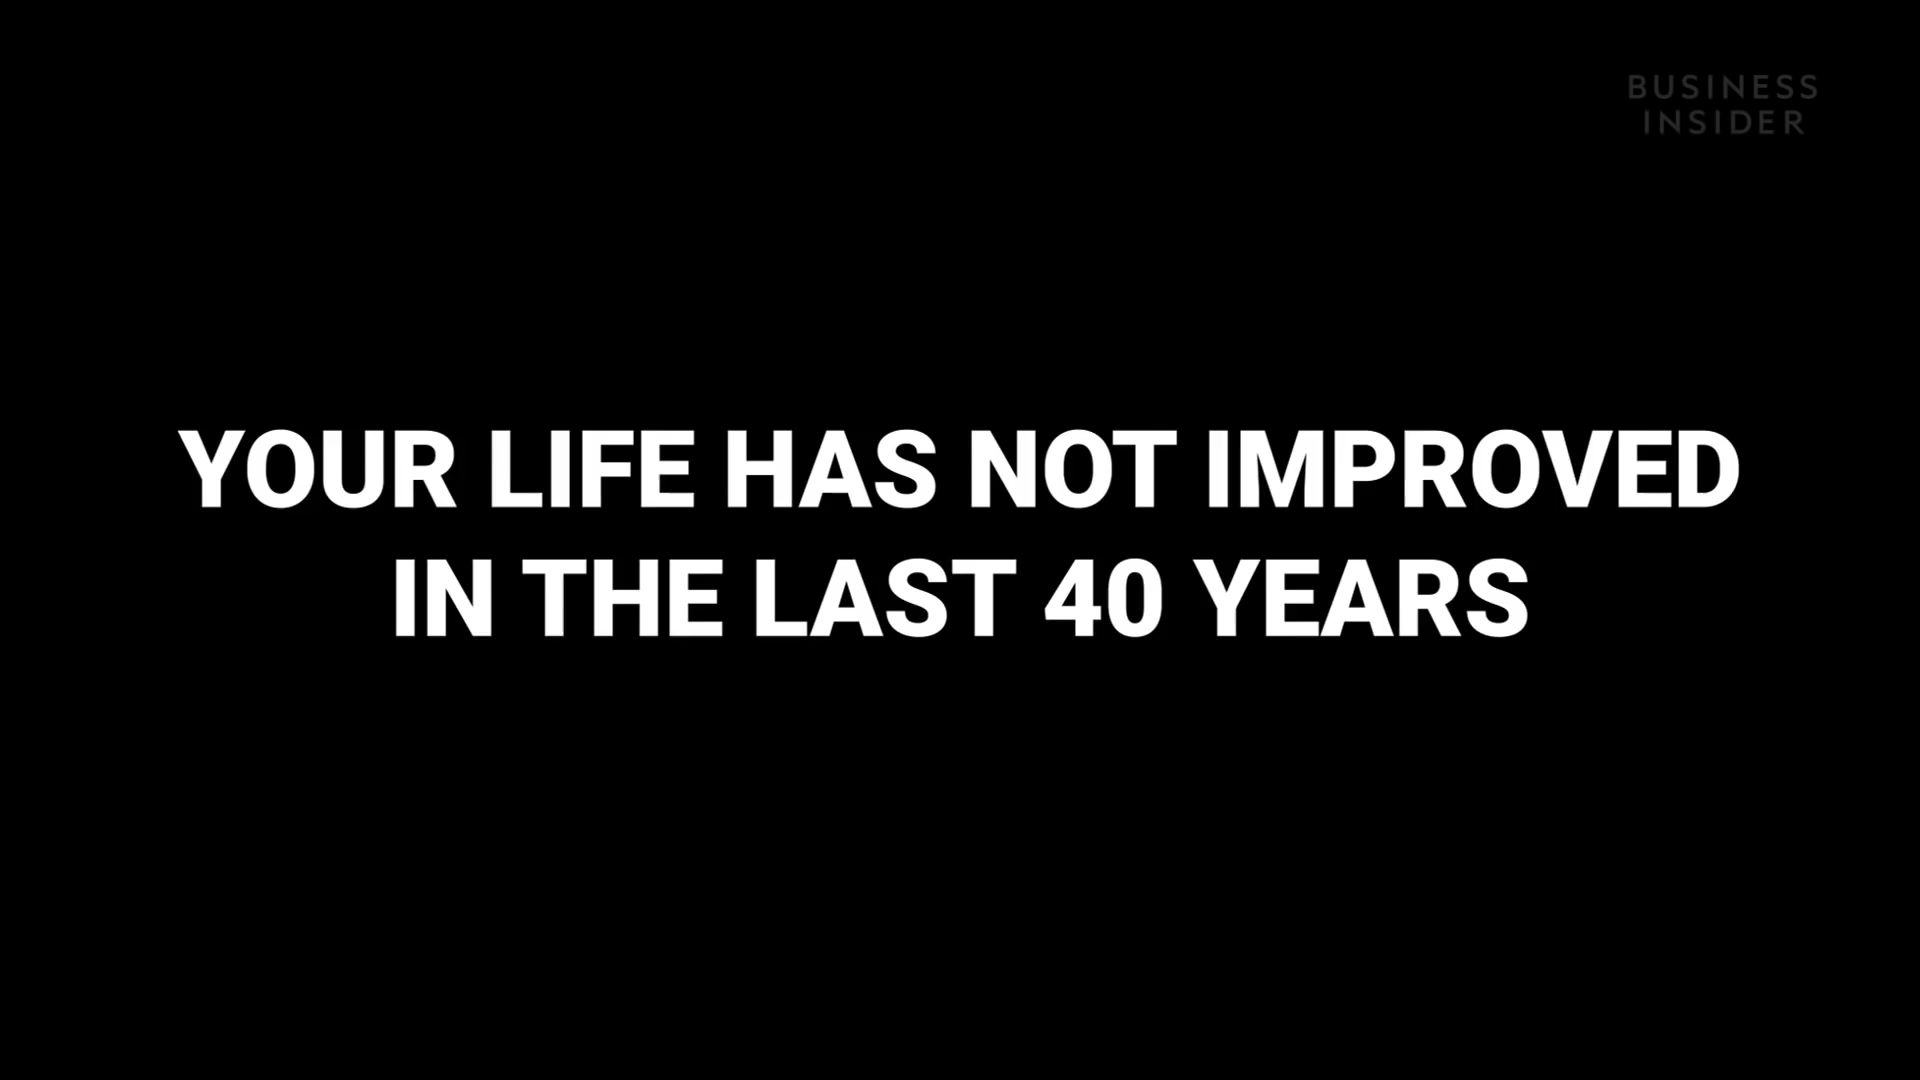 BUSINESS
INSIDER
YOUR LIFE HAS NOT IMPROVED
IN THE LAST 40 YEARS